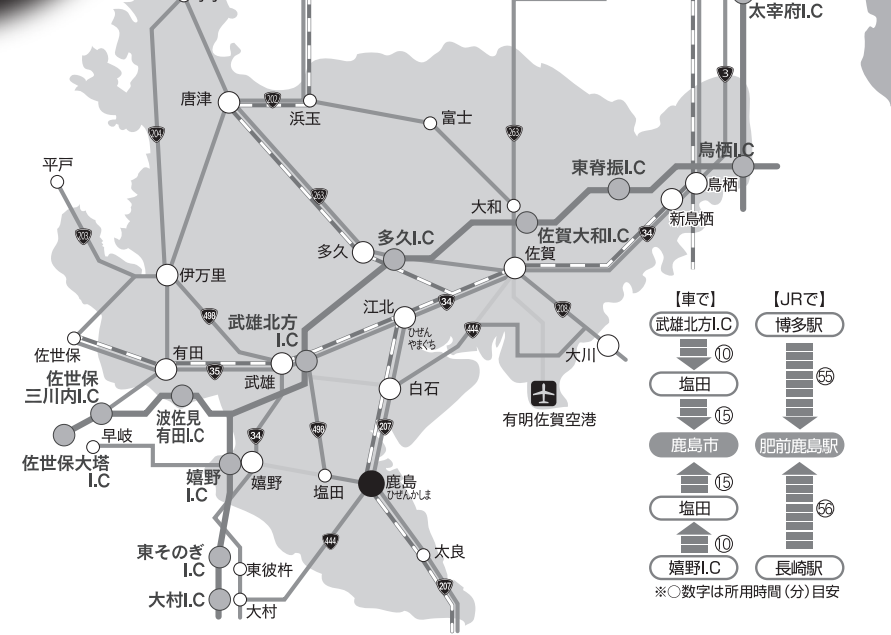 太宰府I.C
3
唐津
202
浜玉
富士
204
263
鳥栖I.C
平戸
東脊振I.C
鳥栖
大和
新鳥栖
203
多久
多久I.C
佐賀大和I.C
佐賀
34
伊万里
498
江北
ひぜん
やまぐち
34
208
444
武雄北方
I.C
佐世保
有田
35
武雄
大川
佐世保
三川内I.C
白石
有明佐賀空港
波佐見
有田I.C
早岐
佐世保大塔
I.C
34
498
207
嬉野
I.C
嬉野
塩田
鹿島
ひぜんかしま
東そのぎ
I.C
東彼杵
444
太良
大村I.C
大村
207
【車で】
武雄北方I.C
⑩
塩田
⑮
鹿島市
⑮
塩田
⑩
嬉野I.C
【JRで】
博多駅
55
肥前鹿島駅
56
長崎駅
※○数字は所用時間(分)目安